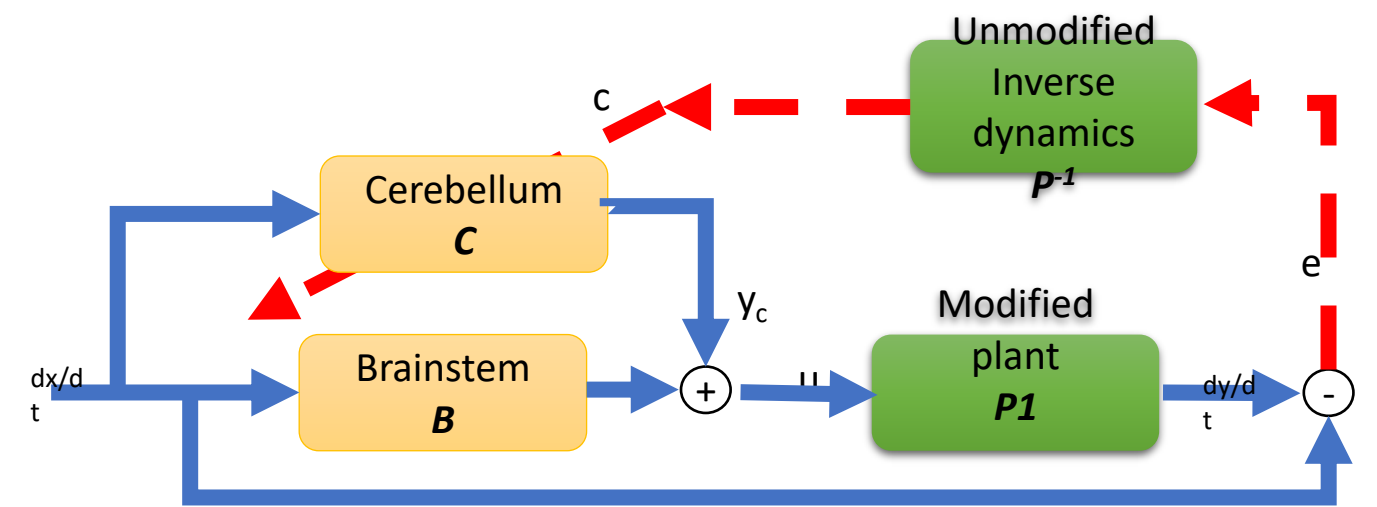 Unmodified
Inverse
dynamics
P-1
c
Cerebellum
C
e
yc
Modified
plant
P1
Brainstem
B
dx/d
t
+
u
dy/d
t
-